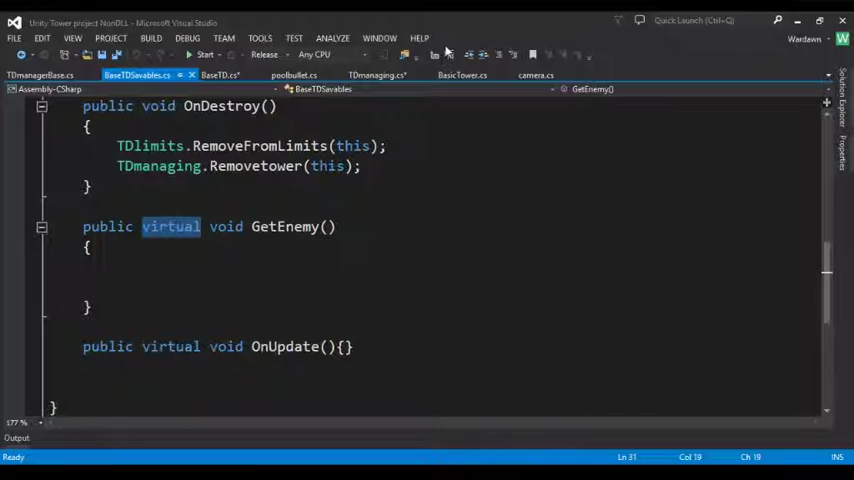 Unity Tower project NonDLL - Microsoft Visual Studio
Quick Launch (Ctrl+Q)
FILE EDIT VIEW PROJECT BUILD DEBUG TEAM TOOLS TEST ANALYZE WINDOW HELP
Wardawn W
Start Release Any CPU
TDmanagerBase.cs BaseTDSavables.cs BaseTD.cs* poolbullet.cs TDmanaging.cs* BasicTower.cs camera.cs
Assembly-CSharp BaseTDSavables GetEnemy()
public void OnDestroy()
{
TDlimits.RemoveFromLimits(this);
TDmanaging.Removetower(this);
}
public virtual void GetEnemy()
{
}
public virtual void OnUpdate(){}
}
177 %
Output
Ready Ln 31 Col 19 Ch 19 INS
Solution Explorer
Properties